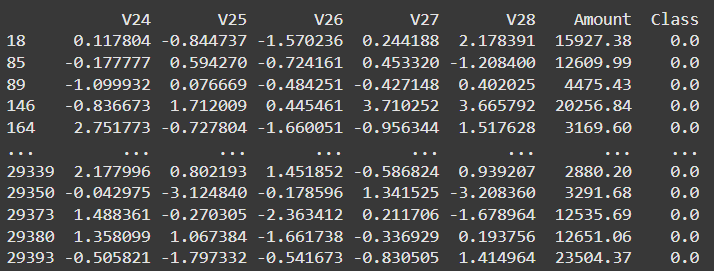 V24 V25 V26 V27 V28 Amount Class
18 0.117804 -0.844737 -1.570236 0.244188 2.178391 15927.38 0.0
85 -0.177777 0.594270 -0.724161 0.453320 -1.208400 12609.99 0.0
89 -1.099932 0.076669 -0.484251 -0.427148 0.402025 4475.43 0.0
146 -0.836673 1.712009 0.445461 3.710252 3.665792 20256.84 0.0
164 2.751773 -0.727804 -1.660051 -0.956344 1.517628 3169.60 0.0
... ... ... ... ... ... ... ...
29339 2.177996 0.802193 1.451852 -0.586824 0.939207 2880.20 0.0
29350 -0.042975 -3.124840 -0.178596 1.341525 -3.208360 3291.68 0.0
29373 1.488361 -0.270305 -2.363412 0.211706 -1.678964 12535.69 0.0
29380 1.358099 1.067384 -1.661738 -0.336929 0.193756 12651.06 0.0
29393 -0.505821 -1.797332 -0.541673 -0.830505 1.414964 23504.37 0.0